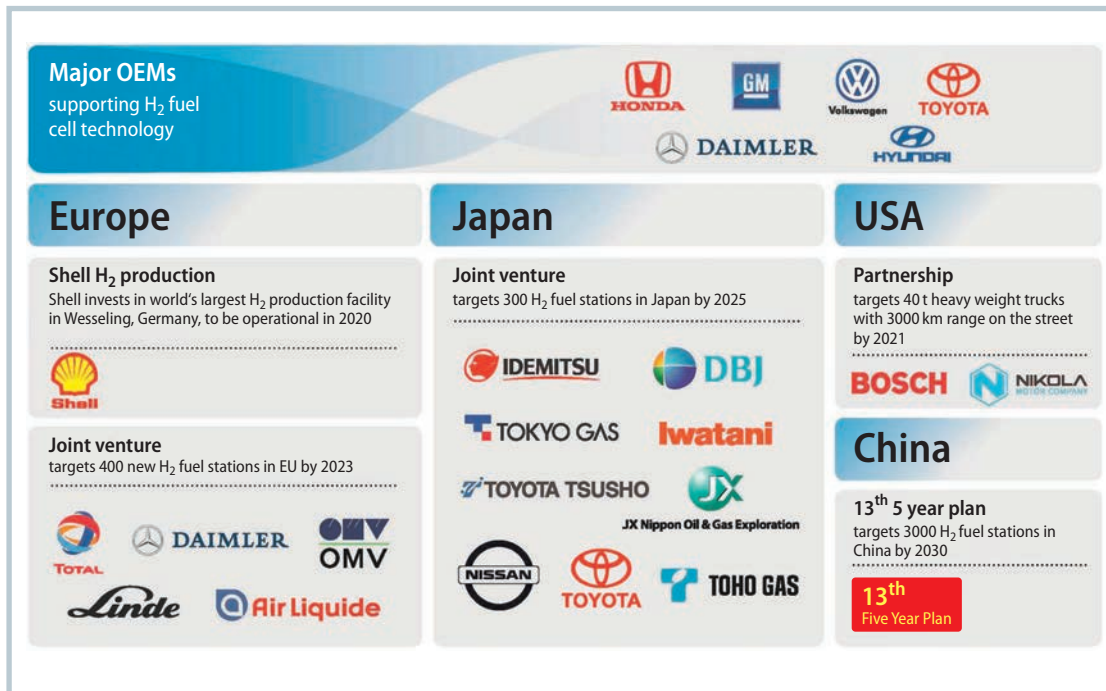 Major OEMs
supporting H₂ fuel
cell technology
HONDA
GM
Volkswagen
TOYOTA
DAIMLER
HYUNDAI
Europe
Shell H₂ production
Shell invests in world's largest H₂ production facility
in Wesseling, Germany, to be operational in 2020
Shell
Joint venture
targets 400 new H₂ fuel stations in EU by 2023
TOTAL
DAIMLER
OMV
OMV
Linde
Air Liquide
Japan
Joint venture
targets 300 H₂ fuel stations in Japan by 2025
IDEMITSU
DBJ
TOKYO GAS
Iwatani
TOYOTA TSUSHO
JX
JX Nippon Oil & Gas Exploration
NISSAN
TOYOTA
TOHO GAS
USA
Partnership
targets 40 t heavy weight trucks
with 3000 km range on the street
by 2021
BOSCH
N
NIKOLA
MOTOR COMPANY
China
13th 5 year plan
targets 3000 H₂ fuel stations in
China by 2030
13th
Five Year Plan